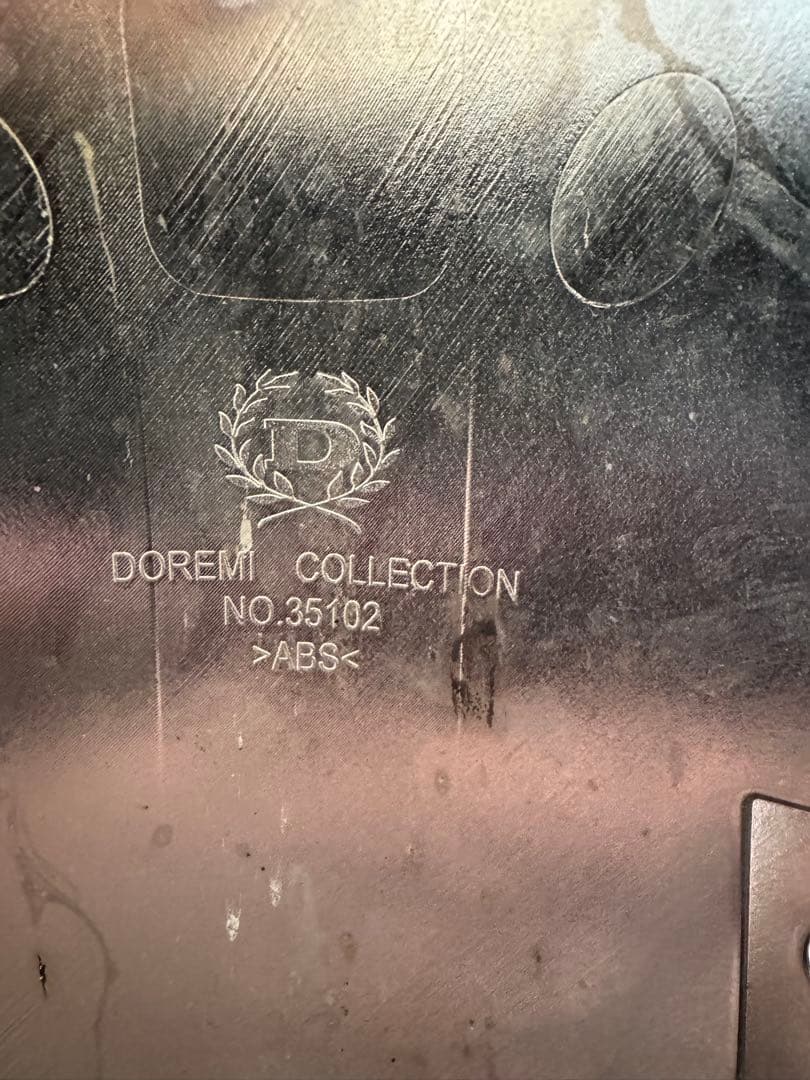 D
DOREMI COLLECTION
NO.35102
>ABS<